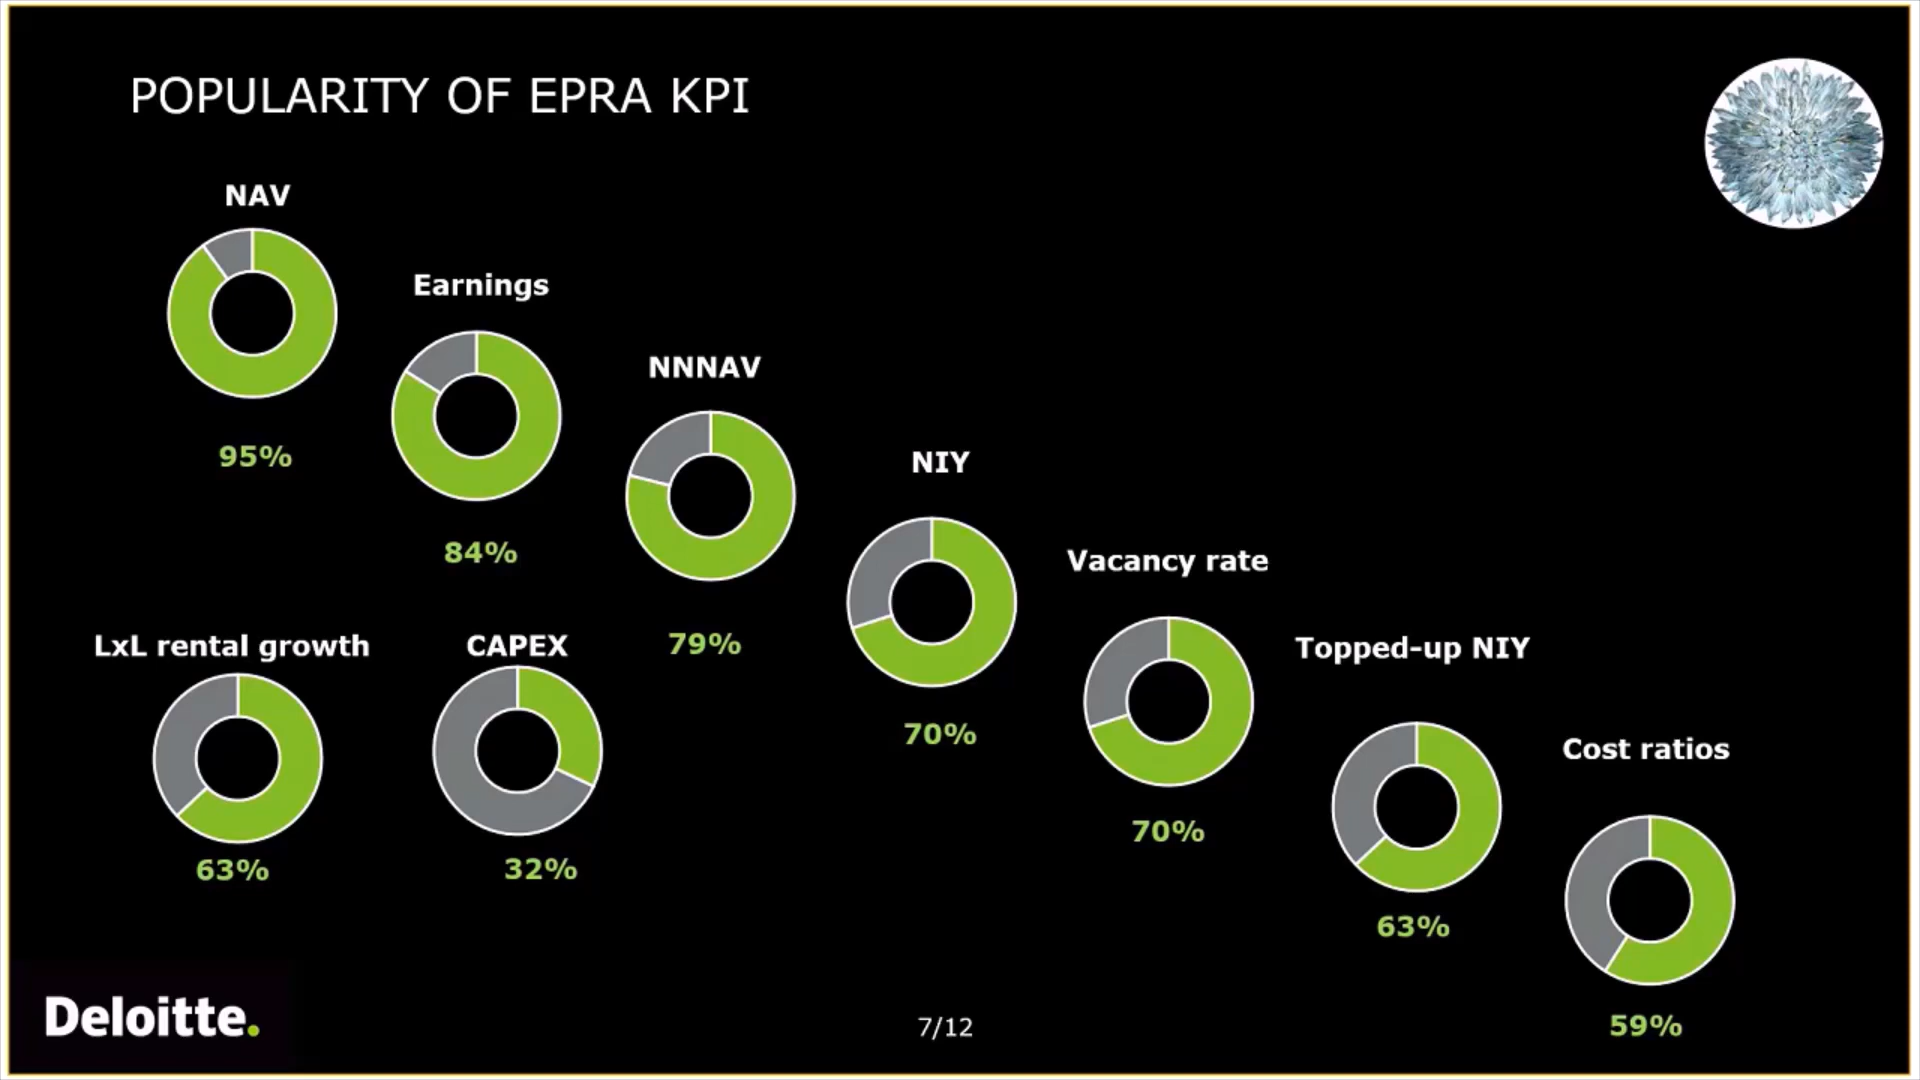 POPULARITY OF EPRA KPI
NAV
95%
Earnings
84%
NNNAV
79%
NIY
70%
Vacancy rate
70%
Topped-up NIY
63%
Cost ratios
59%
LxL rental growth
63%
CAPEX
32%
Deloitte.
7/12